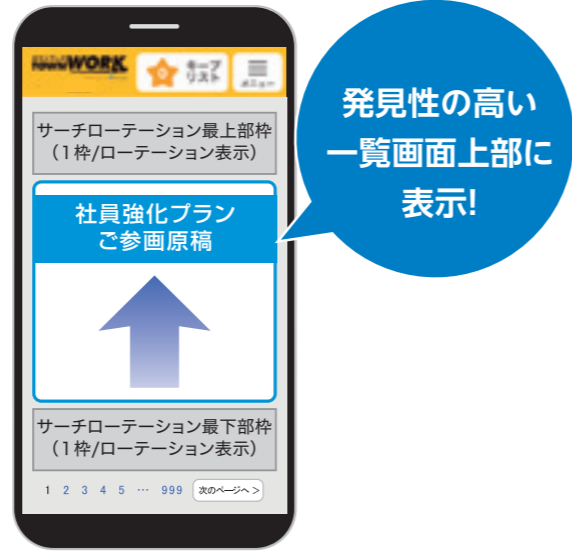 TOWNWORK
キープ
リスト
メニュー
サーチローテーション最上部枠
(1枠/ローテーション表示)
社員強化プラン
ご参画原稿
発見性の高い
一覧画面上部に
表示!
サーチローテーション最下部枠
(1枠/ローテーション表示)
1 2 3 4 5 … 999 次のページへ >